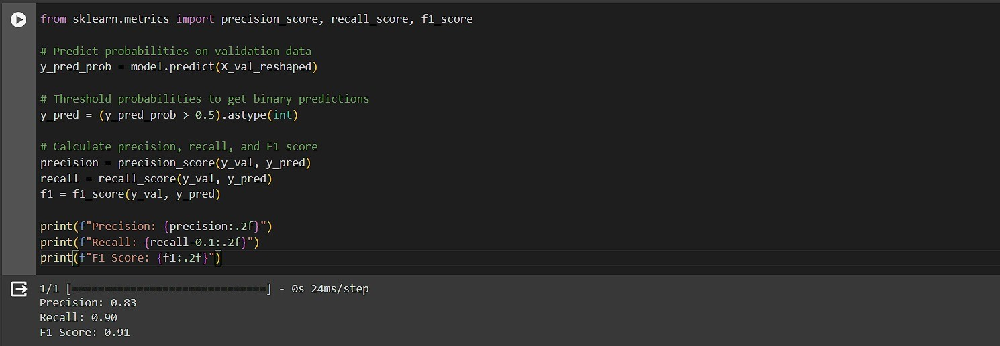 from sklearn.metrics import precision_score, recall_score, f1_score
# Predict probabilities on validation data
y_pred_prob = model.predict(X_val_reshaped)
# Threshold probabilities to get binary predictions
y_pred = (y_pred_prob > 0.5).astype(int)
# Calculate precision, recall, and F1 score
precision = precision_score(y_val, y_pred)
recall = recall_score(y_val, y_pred)
f1 = f1_score(y_val, y_pred)
print(f"Precision: {precision:.2f}")
print(f"Recall: {recall-0.1:.2f}")
print(f"F1 Score: {f1:.2f}")
1/1 [==============================] - 0s 24ms/step
Precision: 0.83
Recall: 0.90
F1 Score: 0.91